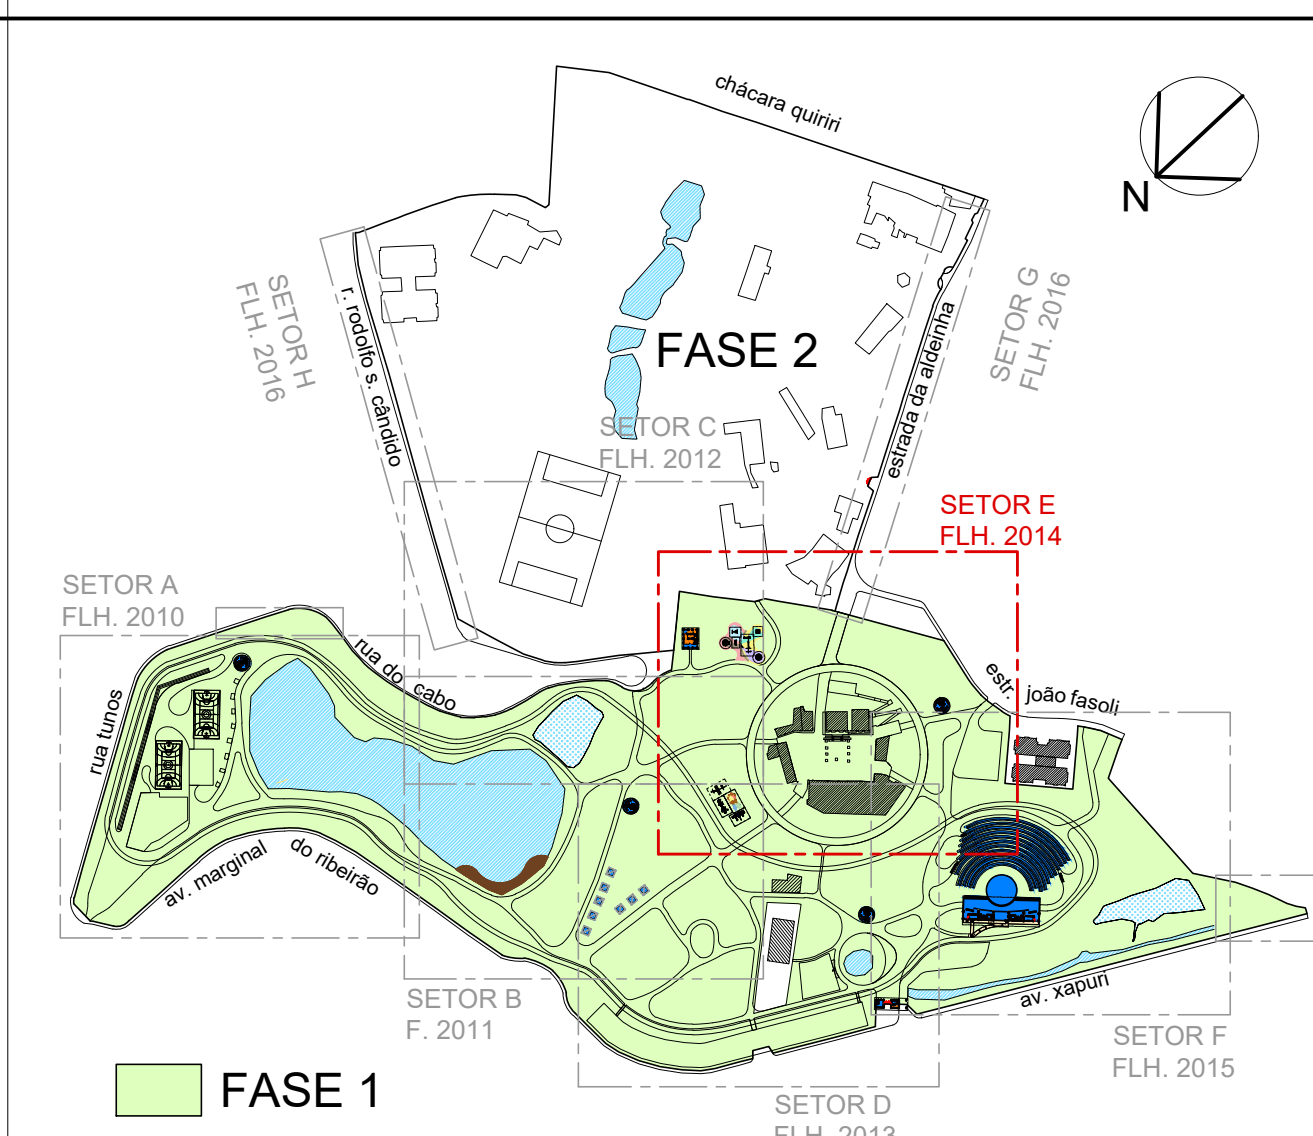 chácara quiriri
N
SETOR H
FLH. 2016
r. rodolfo s. cândido
FASE 2
SETOR G
FLH. 2016
estrada da aldeinha
SETOR C
FLH. 2012
SETOR E
FLH. 2014
SETOR A
FLH. 2010
rua do cabo
estr. joão fasoli
rua tunos
av. marginal do ribeirão
av. xapuri
SETOR B
F. 2011
SETOR F
FLH. 2015
FASE 1
SETOR D
FLH. 2013